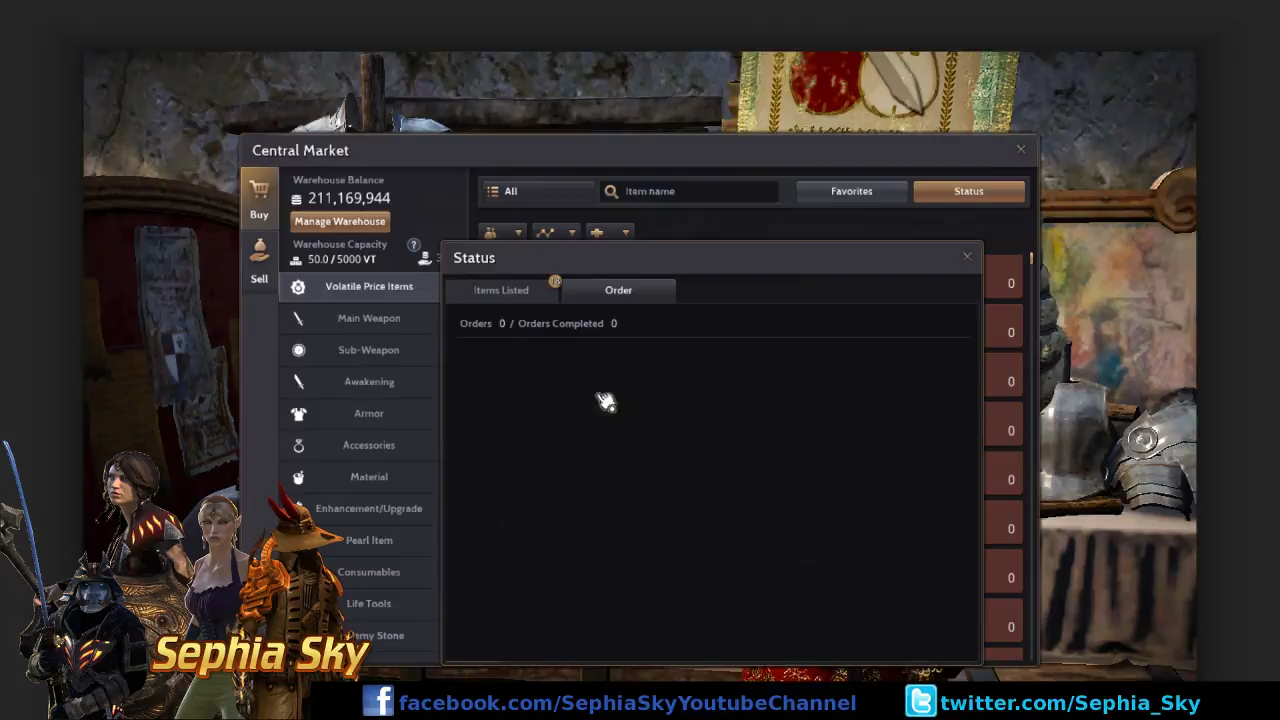 Central Market
Warehouse Balance
211,169,944
Manage Warehouse
Warehouse Capacity
50.0 / 5000 VT
Buy
Sell
All
Item name
Favorites
Status
Volatile Price Items
Main Weapon
Sub-Weapon
Awakening
Armor
Accessories
Material
Enhancement/Upgrade
Pearl Item
Consumables
Life Tools
Stone
Status
Items Listed
Order
Orders 0 / Orders Completed 0
0
0
0
0
0
0
0
0
Sephia Sky
facebook.com/SephiaSkyYoutubeChannel
twitter.com/Sephia_Sky